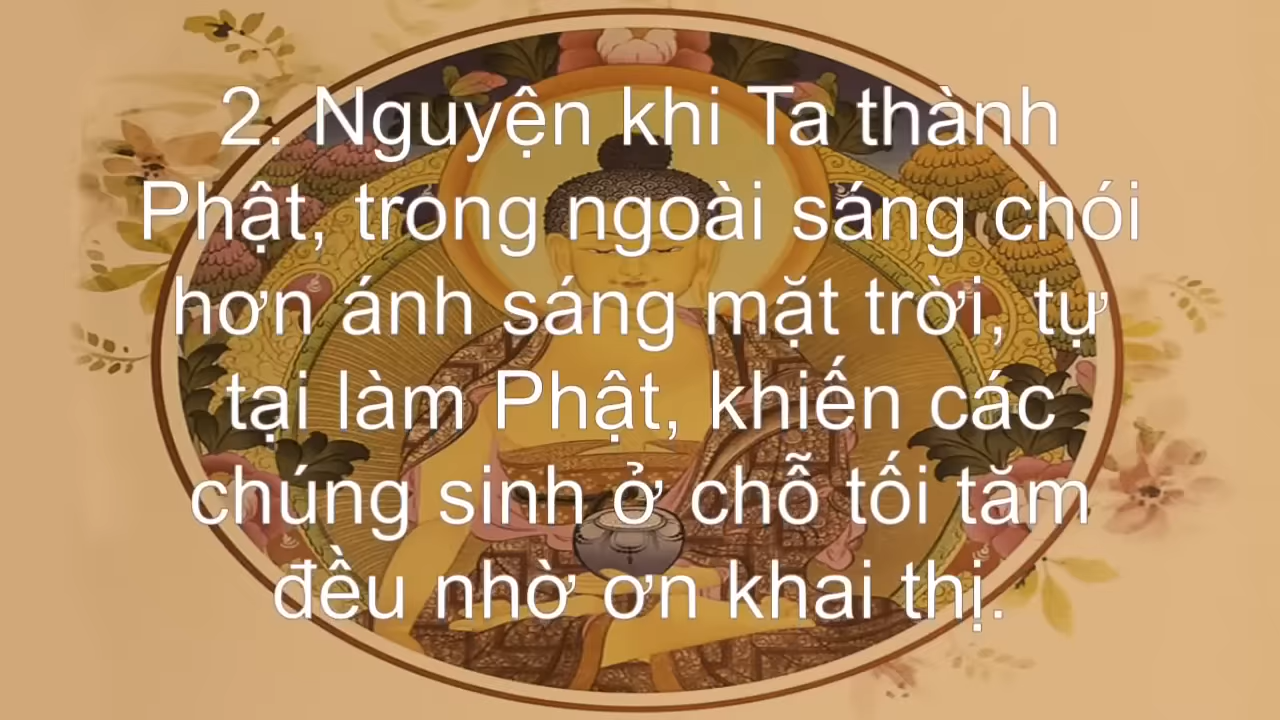 2. Nguyện khi Ta thành
Phật, trong ngoài sáng chói
hơn ánh sáng mặt trời, tự
tại làm Phật, khiến các
chúng sinh ở chỗ tối tăm
đều nhờ ơn khai thị.